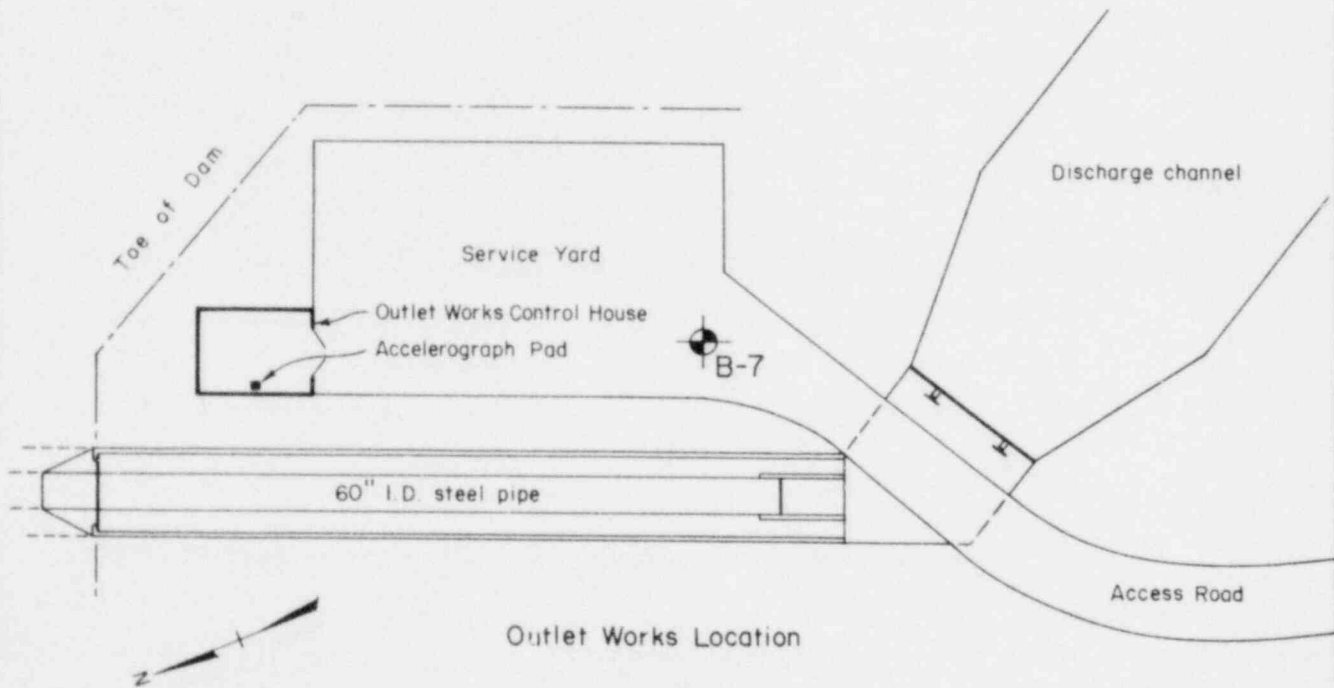 Toe of Dam
Discharge channel
Service Yard
Outlet Works Control House
Accelerograph Pad
B-7
60" I.D. steel pipe
Access Road
Outlet Works Location
N